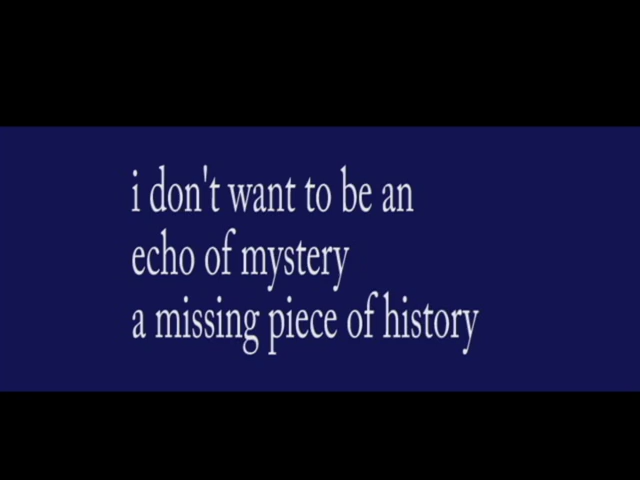 i don't want to be an
echo of mystery
a missing piece of history